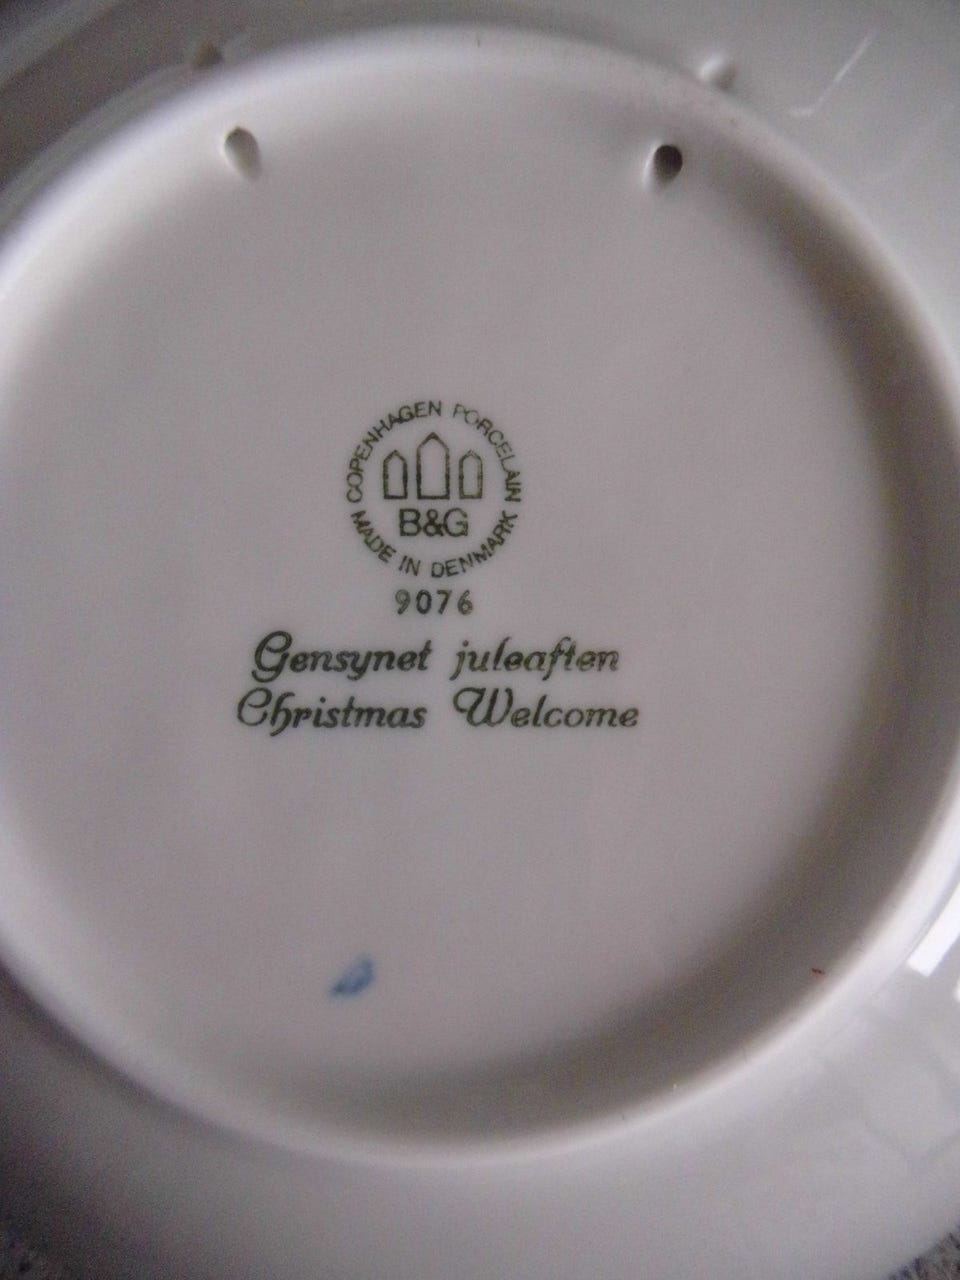 COPENHAGEN PORCELAIN
B&G
MADE IN DENMARK
9076
Gensynet juleaften
Christmas Welcome